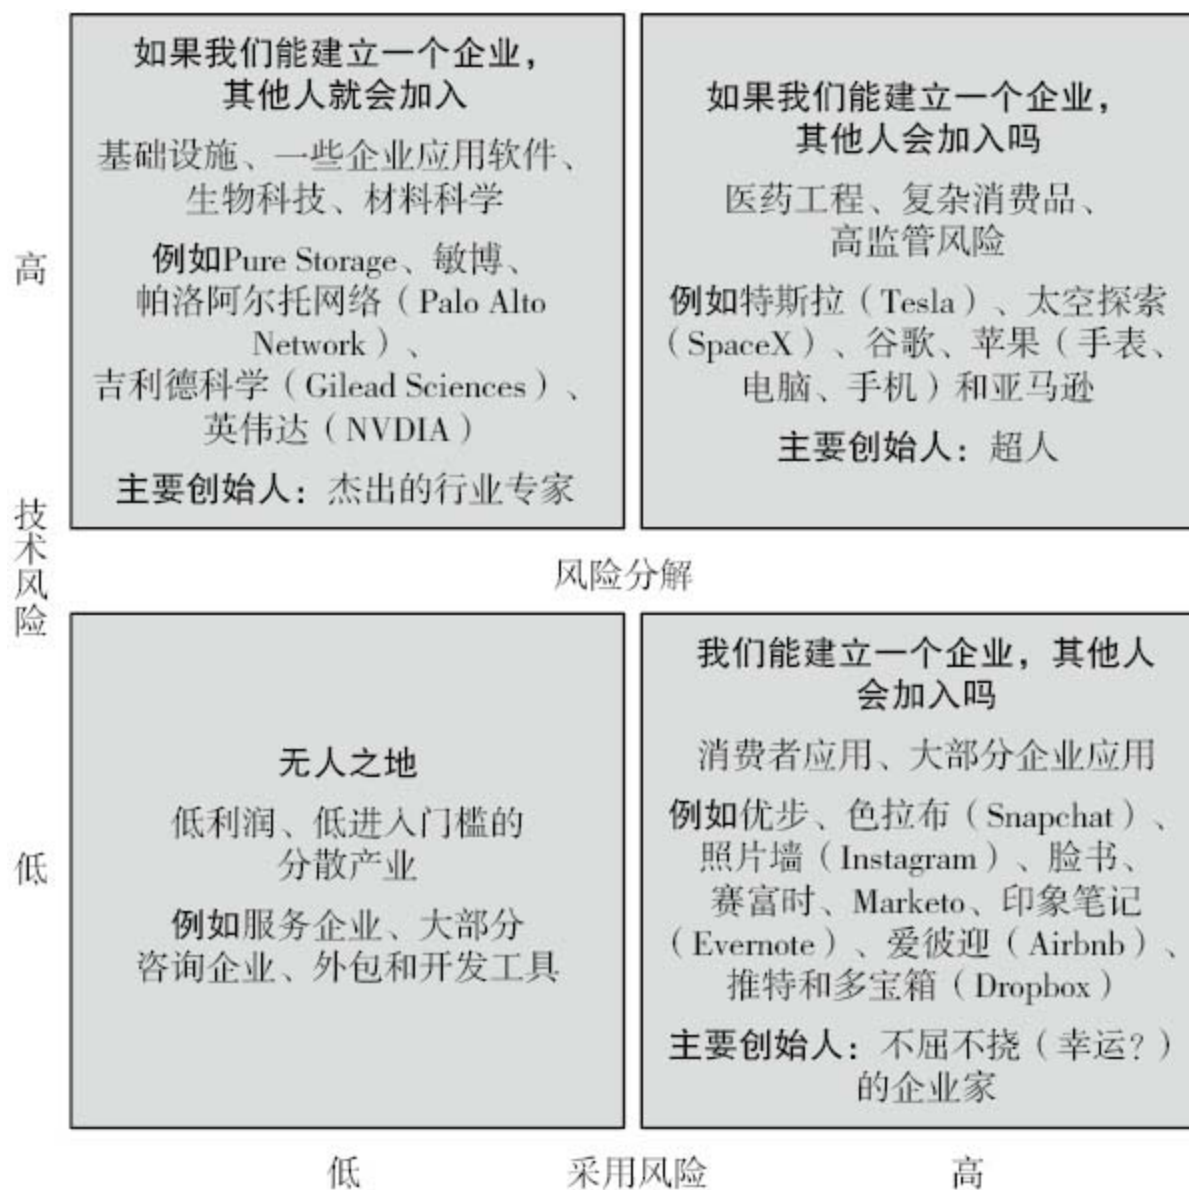 如果我们能建立一个企业，
其他人就会加入
基础设施、一些企业应用软件、
生物科技、材料科学
例如Pure Storage、敏博、
帕洛阿尔托网络（Palo Alto
Network）、
吉利德科学（Gilead Sciences）、
英伟达（NVDIA）
主要创始人：杰出的行业专家
如果我们能建立一个企业，
其他人会加入吗
医药工程、复杂消费品、
高监管风险
例如特斯拉（Tesla）、太空探索
（SpaceX）、谷歌、苹果（手表、
电脑、手机）和亚马逊
主要创始人：超人
高
技术风险
风险分解
无人之地
低利润、低进入门槛的
分散产业
例如服务企业、大部分
咨询企业、外包和开发工具
我们能建立一个企业，其他人
会加入吗
消费者应用、大部分企业应用
例如优步、色拉布（Snapchat）、
照片墙（Instagram）、脸书、
赛富时、Marketo、印象笔记
（Evernote）、爱彼迎（Airbnb）、
推特和多宝箱（Dropbox）
主要创始人：不屈不挠（幸运？）
的企业家
低
低
采用风险
高